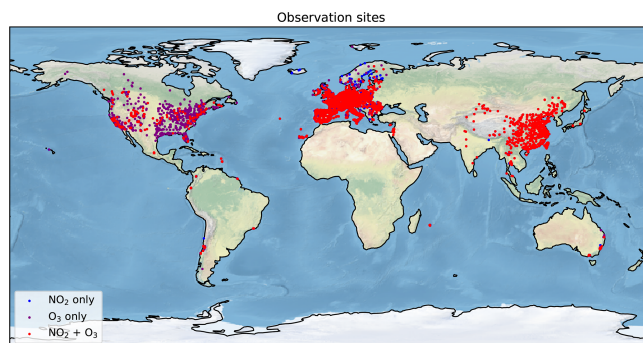 Observation sites
NO₂ only
O₃ only
NO₂ + O₃